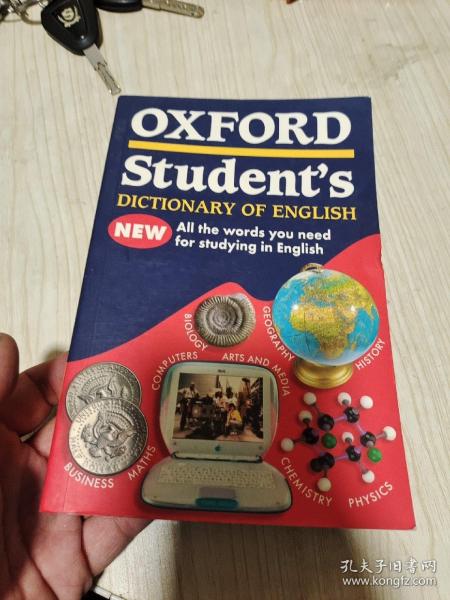 OXFORD
Student's
DICTIONARY OF ENGLISH
NEW
All the words you need
for studying in English
BIOLOGY
GEOGRAPHY
HISTORY
COMPUTERS
ARTS AND MEDIA
BUSINESS
MATHS
CHEMISTRY
PHYSICS
孔夫子旧书网
www.kongfz.com